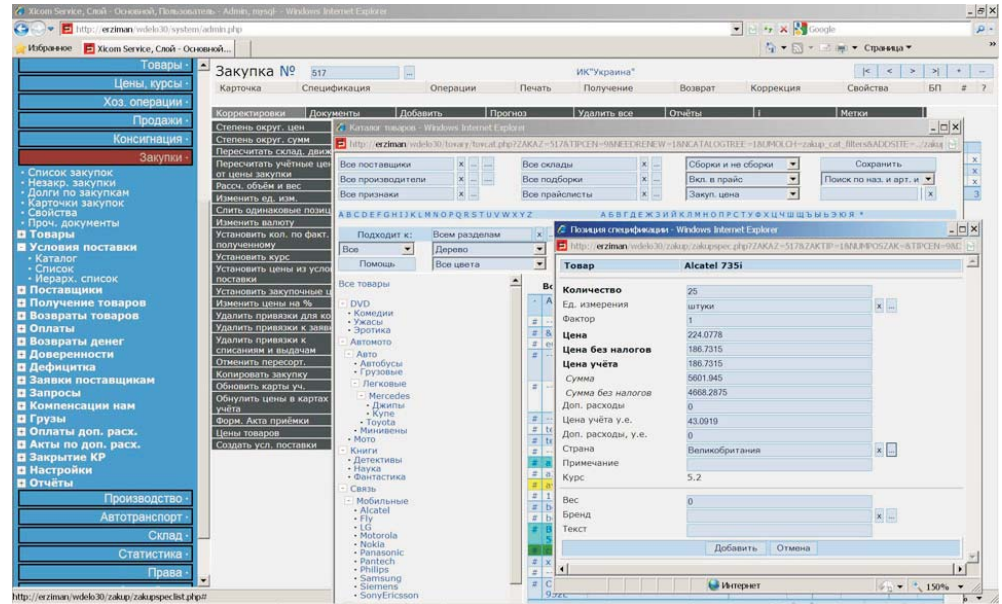 Xicom Service, Слой - Основной, Пользователь - Admin, mysql- - Windows Internet Explorer
http://erziman/wdelo30/system/admin.php
Google
Избранное
Xicom Service, Слой - Основной...
Страница
Товары
Цены, курсы
Хоз. операции
Продажи
Консигнация
Закупки
Список закупок
Незакр. закупки
Долги по закупкам
Карточки закупок
Свойства
Проч. документы
Товары
Условия поставки
Каталог
Список
Иерарх. список
Поставщики
Получение товаров
Возвраты товаров
Оплаты
Возвраты денег
Доверенности
Дефицитка
Заявки поставщикам
Запросы
Компенсации нам
Грузы
Оплаты доп. расх.
Акты по доп. расх.
Закрытие КР
Настройки
Отчёты
Производство
Автотранспорт
Склад
Статистика
Права
http://erziman/wdelo30/zakup/zakupspeclist.php#
Закупка № 517 ... ИК"Украина" |< < > >| * --
Карточка Спецификация Операции Печать Получение Возврат Коррекция Свойства БП # ?
Корректировки Документы Добавить Прогноз Удалить все Отчёты i Метки
Степень округ. цен
Степень округ. сумм
Пересчитать склад. движ
Пересчитать учётные цен
от цены закупки
Рассч. объём и вес
Изменить ед. изм.
Слить одинаковые позиц
Изменить валюту
Установить кол. по факт.
полученному
Установить курс
Установить цены из усло
поставки
Установить закупочные ц
Изменить цены на %
Удалить привязки для ко
Удалить привязки к заяв
Удалить привязки к
списаниям и выдачам
Отменить пересорт.
Копировать закупку
Обновить карты уч.
Обнулить цены в картах
учёта
Форм. Акта приёмки
Цены товаров
Создать усл. поставки
Каталог товаров - Windows Internet Explorer
Все поставщики x ... Все склады x ... Сборки и не сборки Сохранить
Все производители x ... Все подборки x ... Вкл. в прайс Поиск по наз. и арт. и
Все признаки x ... Все прайслисты x ... Закуп. цена x
A B C D E F G H I J K L M N O P Q R S T U V W X Y Z А Б В Г Д Е Ж З И Й К Л М Н О П Р С Т У Ф Х Ц Ч Ш Щ Ъ Ы Ь Э Ю Я *
Подходит к: Всем разделам x
Все Дерево
Помощь Все цвета
Все товары
DVD
Комедии
Ужасы
Эротика
Автомото
Авто
Автобусы
Грузовые
Легковые
Mercedes
Джипы
Купе
Toyota
Минивены
Мото
Книги
Детективы
Наука
Фантастика
Связь
Мобильные
Alcatel
Fly
LG
Motorola
Nokia
Panasonic
Pantech
Philips
Samsung
Siemens
SonyEricsson
Позиция спецификации - Windows Internet Explorer
Товар Alcatel 735i
Количество 25
Ед. измерения штуки x ...
Фактор 1
Цена 224.0778
Цена без налогов 186.7315
Цена учёта 186.7315
Сумма 5601.945
Сумма без налогов 4668.2875
Доп. расходы 0
Цена учёта у.е. 43.0919
Доп. расходы, у.е. 0
Страна Великобритания x ...
Примечание
Курс 5.2
Вес 0
Бренд x ...
Текст
Добавить Отмена
Интернет 150%